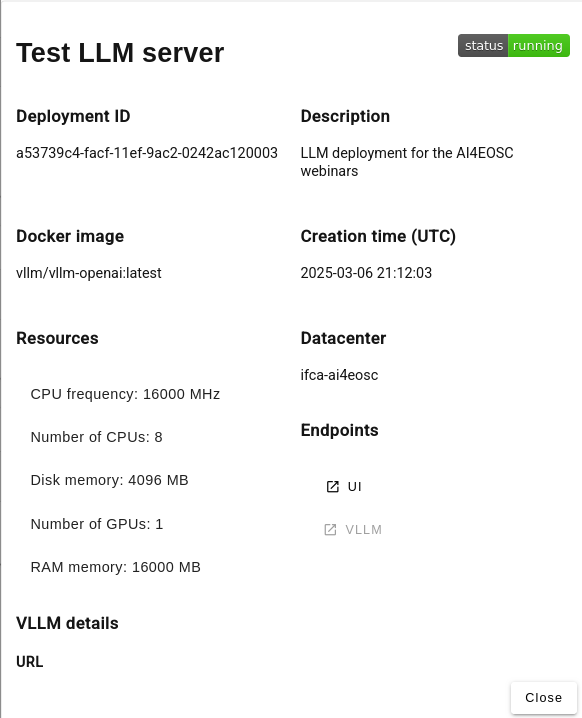 Test LLM server
status running
Deployment ID
a53739c4-facf-11ef-9ac2-0242ac120003
Description
LLM deployment for the AI4EOSC
webinars
Docker image
vllm/vllm-openai:latest
Creation time (UTC)
2025-03-06 21:12:03
Resources
CPU frequency: 16000 MHz
Number of CPUs: 8
Disk memory: 4096 MB
Number of GPUs: 1
RAM memory: 16000 MB
Datacenter
ifca-ai4eosc
Endpoints
UI
VLLM
VLLM details
URL
Close